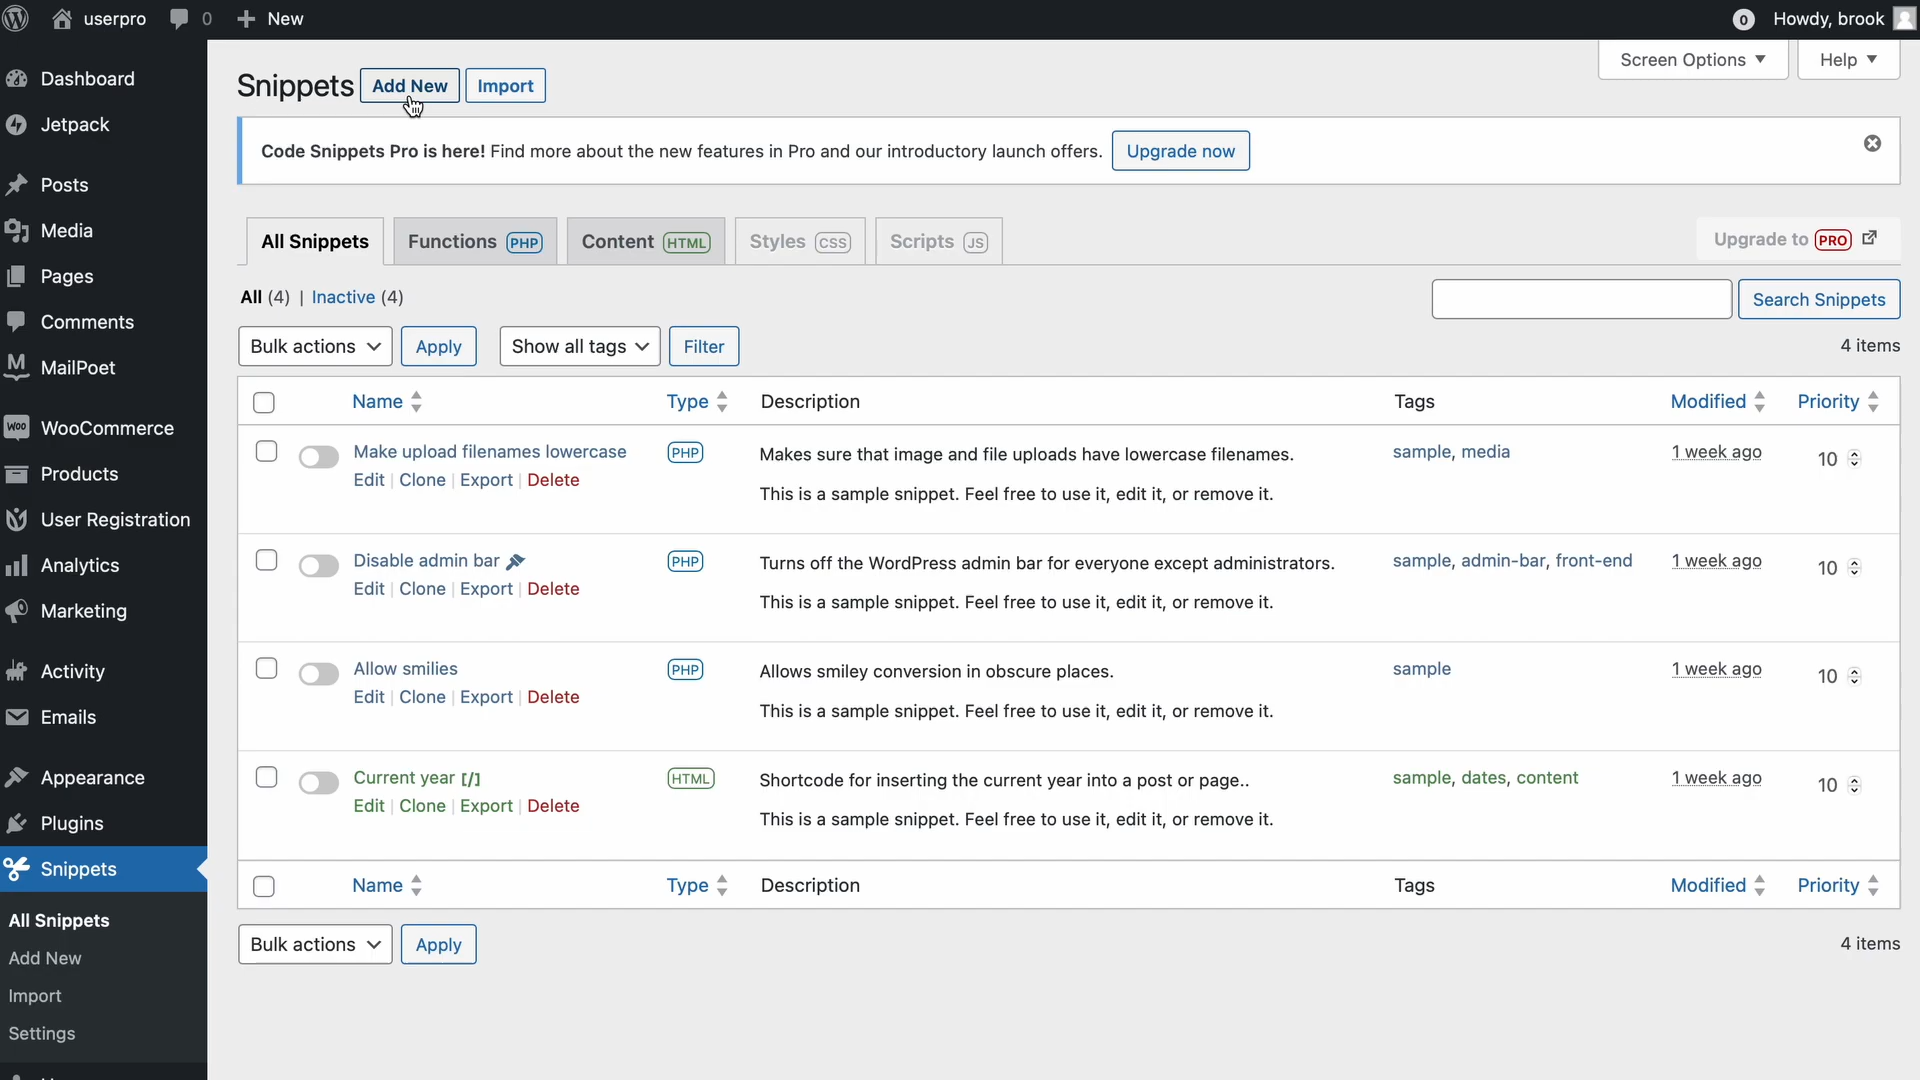 userpro 0 New 0 Howdy, brook
Dashboard
Jetpack
Posts
Media
Pages
Comments
MailPoet
WooCommerce
Products
User Registration
Analytics
Marketing
Activity
Emails
Appearance
Plugins
Snippets
All Snippets
Add New
Import
Settings
Screen Options Help
Snippets Add New Import
Code Snippets Pro is here! Find more about the new features in Pro and our introductory launch offers. Upgrade now
All Snippets Functions PHP Content HTML Styles CSS Scripts JS Upgrade to PRO
All (4) | Inactive (4) Search Snippets
Bulk actions Apply Show all tags Filter 4 items
Name Type Description Tags Modified Priority
Make upload filenames lowercase PHP Makes sure that image and file uploads have lowercase filenames. sample, media 1 week ago 10
Edit | Clone | Export | Delete
This is a sample snippet. Feel free to use it, edit it, or remove it.
Disable admin bar PHP Turns off the WordPress admin bar for everyone except administrators. sample, admin-bar, front-end 1 week ago 10
Edit | Clone | Export | Delete
This is a sample snippet. Feel free to use it, edit it, or remove it.
Allow smilies PHP Allows smiley conversion in obscure places. sample 1 week ago 10
Edit | Clone | Export | Delete
This is a sample snippet. Feel free to use it, edit it, or remove it.
Current year [/] HTML Shortcode for inserting the current year into a post or page.. sample, dates, content 1 week ago 10
Edit | Clone | Export | Delete
This is a sample snippet. Feel free to use it, edit it, or remove it.
Name Type Description Tags Modified Priority
Bulk actions Apply 4 items